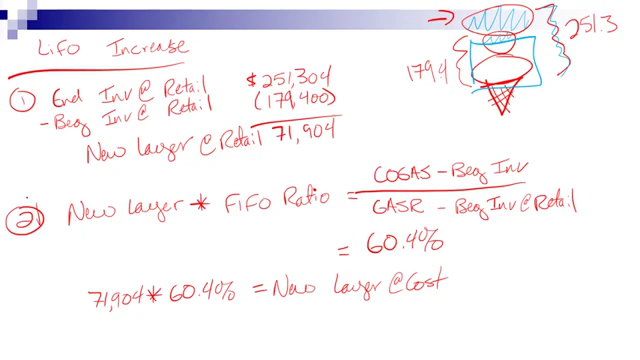 LIFO Increase
① End Inv @ Retail $251,304
- Beg Inv @ Retail (179,400)
New Layer @ Retail 71,904
② New Layer * FIFO Ratio = COGAS - Beg Inv
GASR - Beg Inv @ Retail
= 60.4%
71,904 * 60.4% = New Layer @ Cost
251.3
179.4